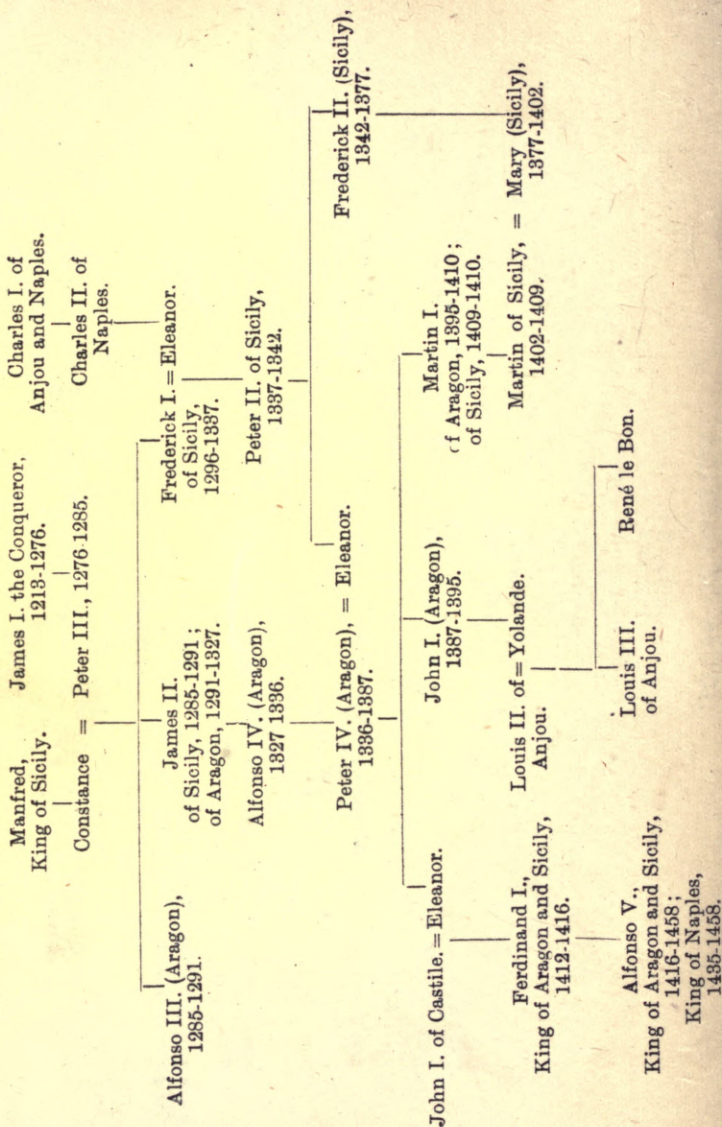 Manfred,
King of Sicily.
James I. the Conqueror,
1213-1276.
Charles I. of
Anjou and Naples.
Constance = Peter III., 1276-1285.
Charles II. of
Naples.
Alfonso III. (Aragon),
1285-1291.
James II.
of Sicily, 1285-1291;
of Aragon, 1291-1327.
Frederick I. = Eleanor.
of Sicily,
1296-1337.
Alfonso IV. (Aragon),
1327 1336.
Peter II. of Sicily,
1337-1342.
Peter IV. (Aragon), = Eleanor.
1336-1387.
Frederick II. (Sicily),
1342-1377.
John I. of Castile. = Eleanor.
John I. (Aragon),
1387-1395.
Martin I.
of Aragon, 1395-1410;
of Sicily, 1409-1410.
Ferdinand I.,
King of Aragon and Sicily,
1412-1416.
Louis II. of = Yolande.
Anjou.
Martin of Sicily, = Mary (Sicily),
1402-1409.
1377-1402.
Alfonso V.,
King of Aragon and Sicily,
1416-1458;
King of Naples,
1435-1458.
Louis III.
of Anjou.
René le Bon.